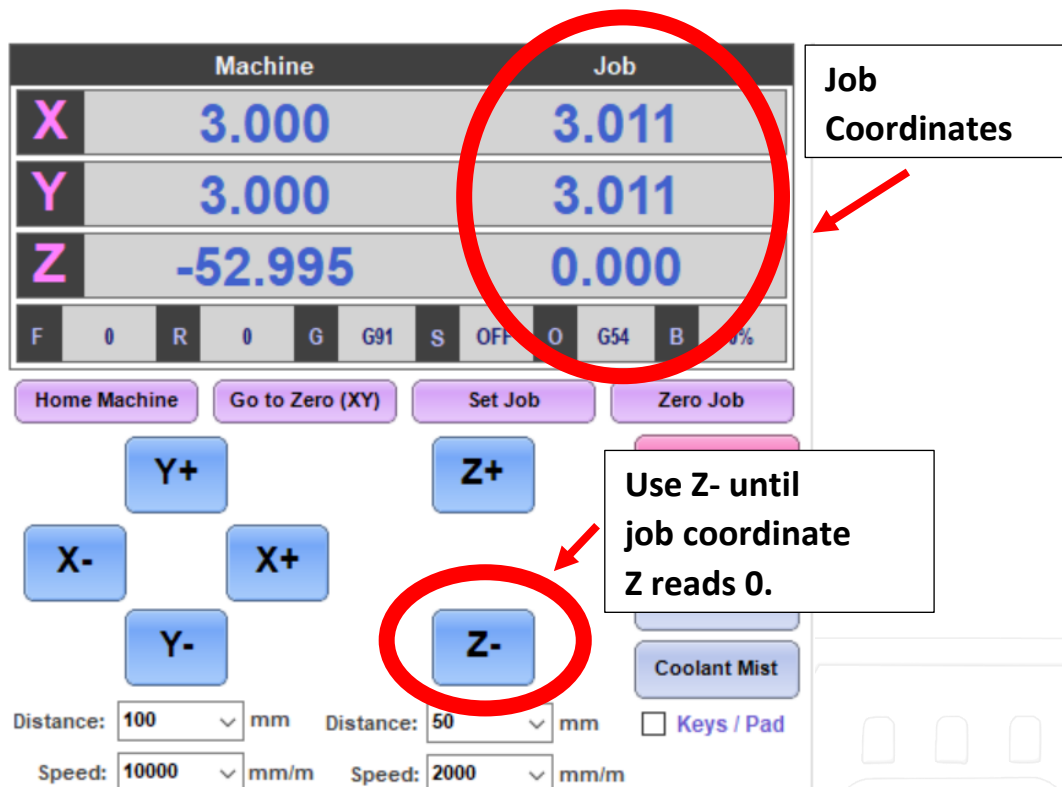 Machine Job
X 3.000 3.011
Y 3.000 3.011
Z -52.995 0.000
F 0 R 0 G G91 S OFF O G54 B
Job
Coordinates
Home Machine Go to Zero (XY) Set Job Zero Job
Y+ Z+
Use Z- until
job coordinate
Z reads 0.
X- X+
Y- Z-
Coolant Mist
Distance: 100 mm Distance: 50 mm Keys / Pad
Speed: 10000 mm/m Speed: 2000 mm/m